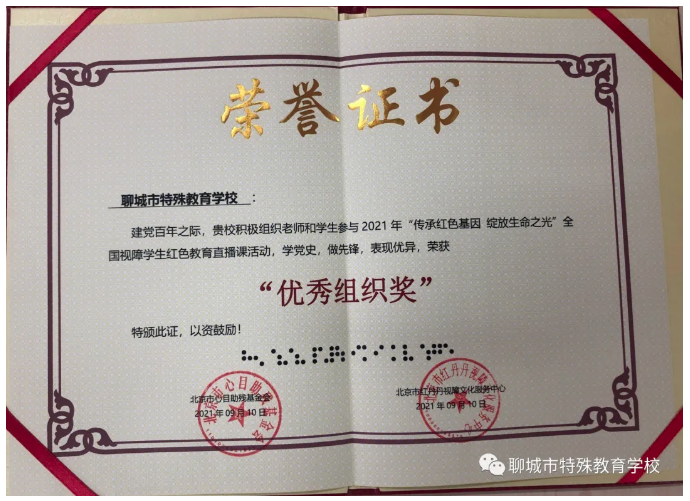 荣誉证书
聊城市特殊教育学校 ：
建党百年之际，贵校积极组织老师和学生参与 2021 年 “传承红色基因 绽放生命之光” 全
国视障学生红色教育直播课活动，学党史，做先锋，表现优异，荣获
“优秀组织奖”
特颁此证，以资鼓励！
北京市心目助残基金会
2021 年 09 月 10 日
北京市红丹丹视障文化服务中心
2021 年 09 月 10 日
聊城市特殊教育学校